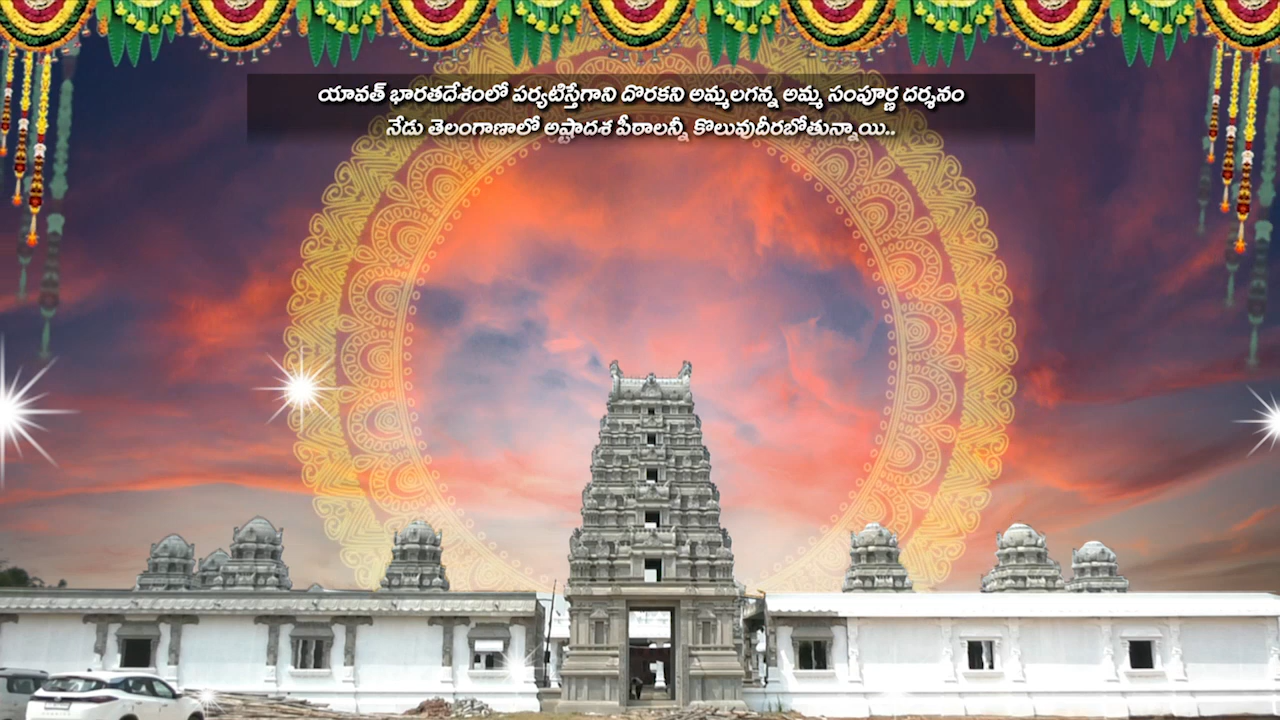 యావత్ భారతదేశంలో పర్యటిస్తేగాని దొరకని అమ్మలగన్న అమ్మ సంపూర్ణ దర్శనం
నేడు తెలంగాణాలో అష్టాదశ పీఠాలన్నీ కొలువుదీరబోతున్నాయి..